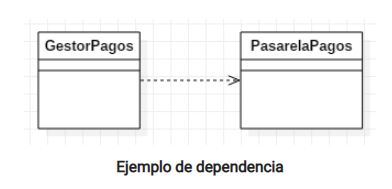 GestorPagos
PasarelaPagos
Ejemplo de dependencia